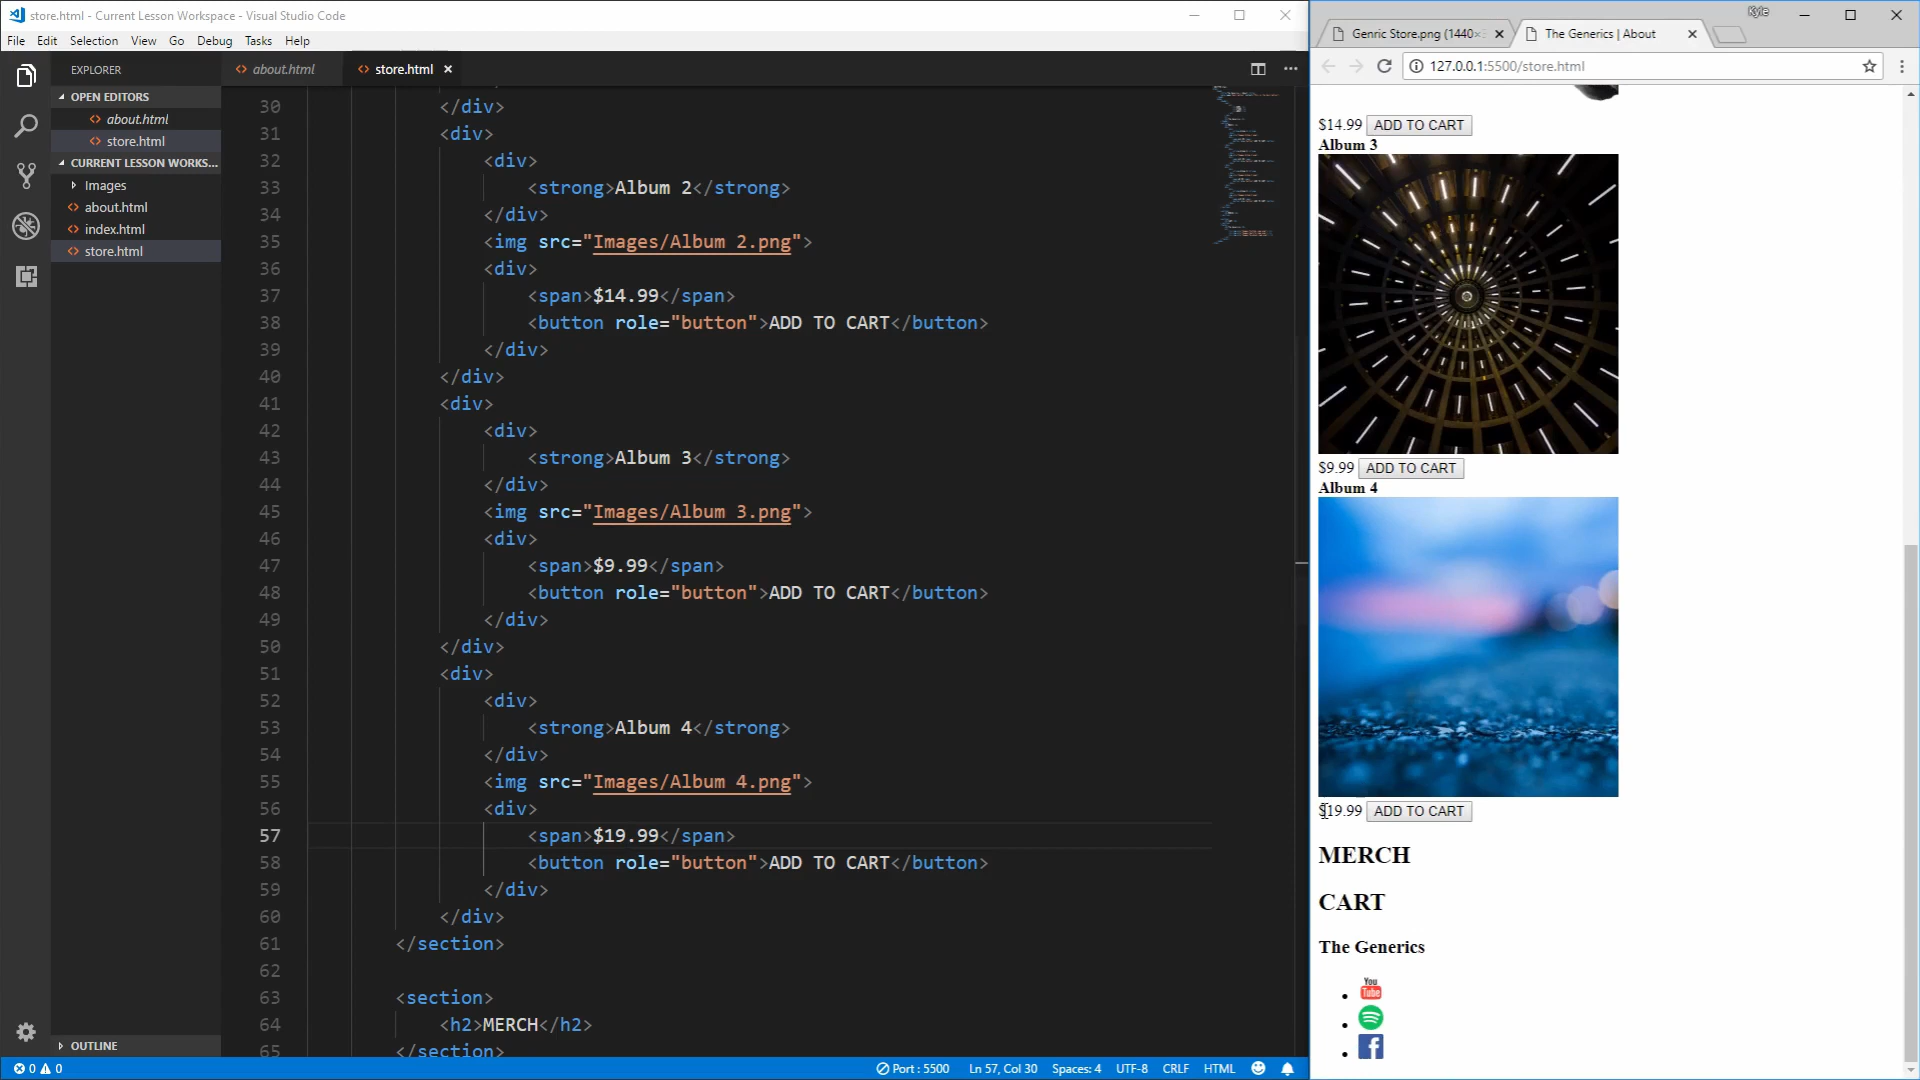 store.html - Current Lesson Workspace - Visual Studio Code
File Edit Selection View Go Debug Tasks Help
EXPLORER
OPEN EDITORS
about.html
store.html
CURRENT LESSON WORKS...
Images
about.html
index.html
store.html
OUTLINE
about.html
store.html
30 </div>
31 <div>
32 <div>
33 <strong>Album 2</strong>
34 </div>
35 <img src="Images/Album 2.png">
36 <div>
37 <span>$14.99</span>
38 <button role="button">ADD TO CART</button>
39 </div>
40 </div>
41 <div>
42 <div>
43 <strong>Album 3</strong>
44 </div>
45 <img src="Images/Album 3.png">
46 <div>
47 <span>$9.99</span>
48 <button role="button">ADD TO CART</button>
49 </div>
50 </div>
51 <div>
52 <div>
53 <strong>Album 4</strong>
54 </div>
55 <img src="Images/Album 4.png">
56 <div>
57 <span>$19.99</span>
58 <button role="button">ADD TO CART</button>
59 </div>
60 </div>
61 </section>
62
63 <section>
64 <h2>MERCH</h2>
65 </section>
0 0
Port : 5500 Ln 57, Col 30 Spaces: 4 UTF-8 CRLF HTML
Kyle
Genric Store.png (1440×
The Generics | About
127.0.0.1:5500/store.html
$14.99 ADD TO CART
Album 3
$9.99 ADD TO CART
Album 4
$19.99 ADD TO CART
MERCH
CART
The Generics
You
Tube